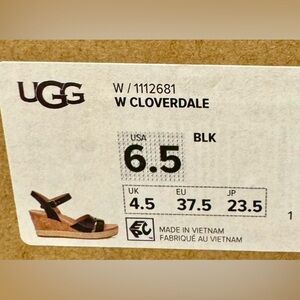 UGG
W / 1112681
W CLOVERDALE
USA
6.5
BLK
UK EU JP
4.5 37.5 23.5
MADE IN VIETNAM
FABRIQUÉ AU VIETNAM
1